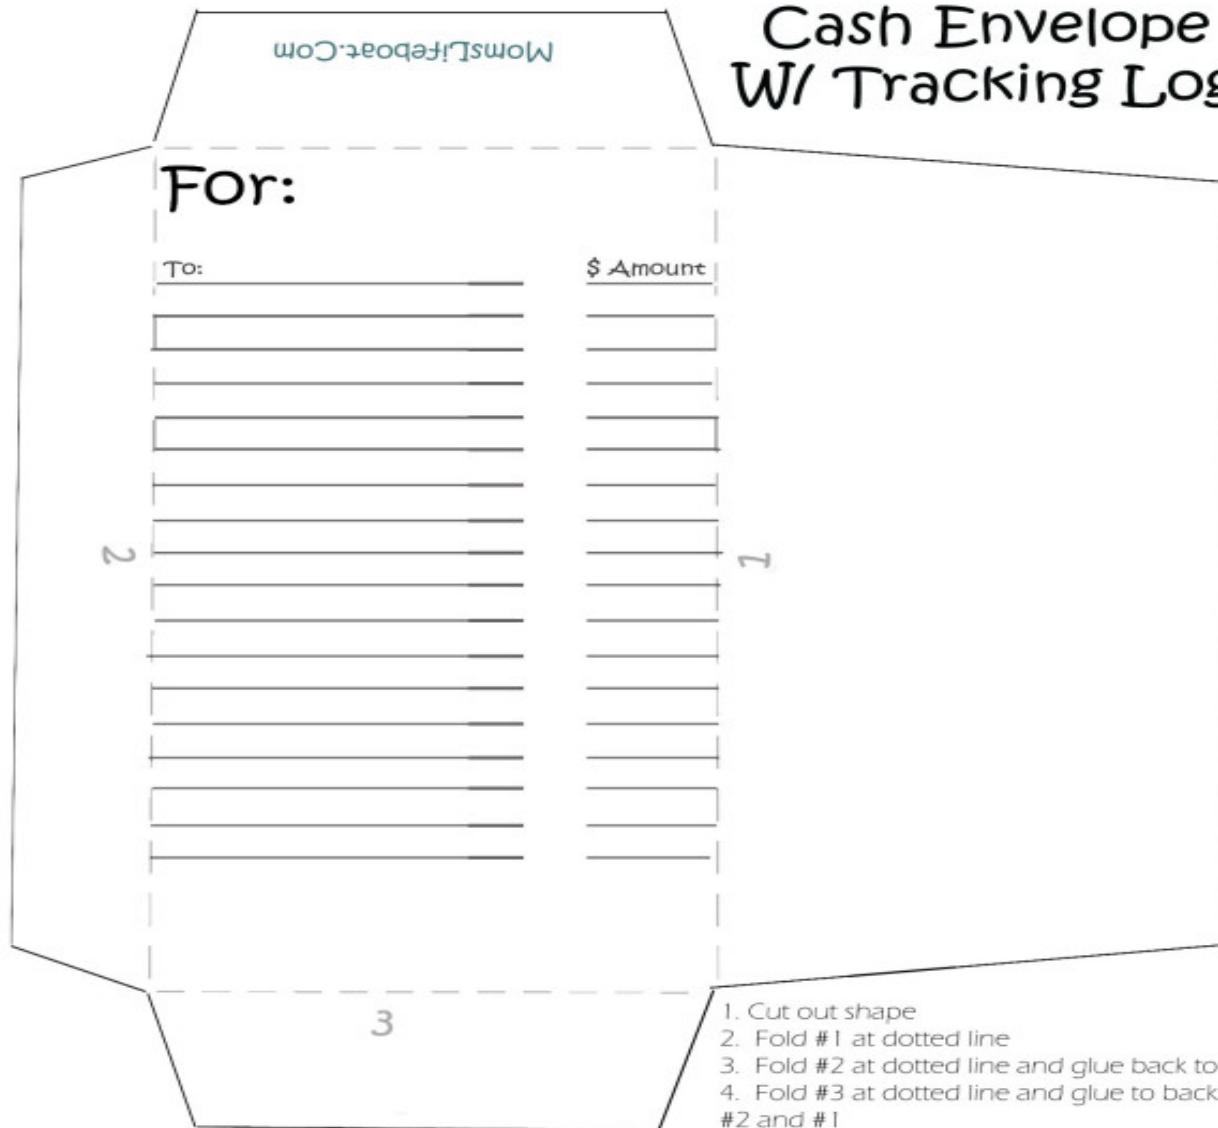 MomsLifeboat.Com
Cash Envelope
W/ Tracking Log
For:
To: $ Amount
2
1
3
1. Cut out shape
2. Fold #1 at dotted line
3. Fold #2 at dotted line and glue back to
4. Fold #3 at dotted line and glue to back
#2 and #1